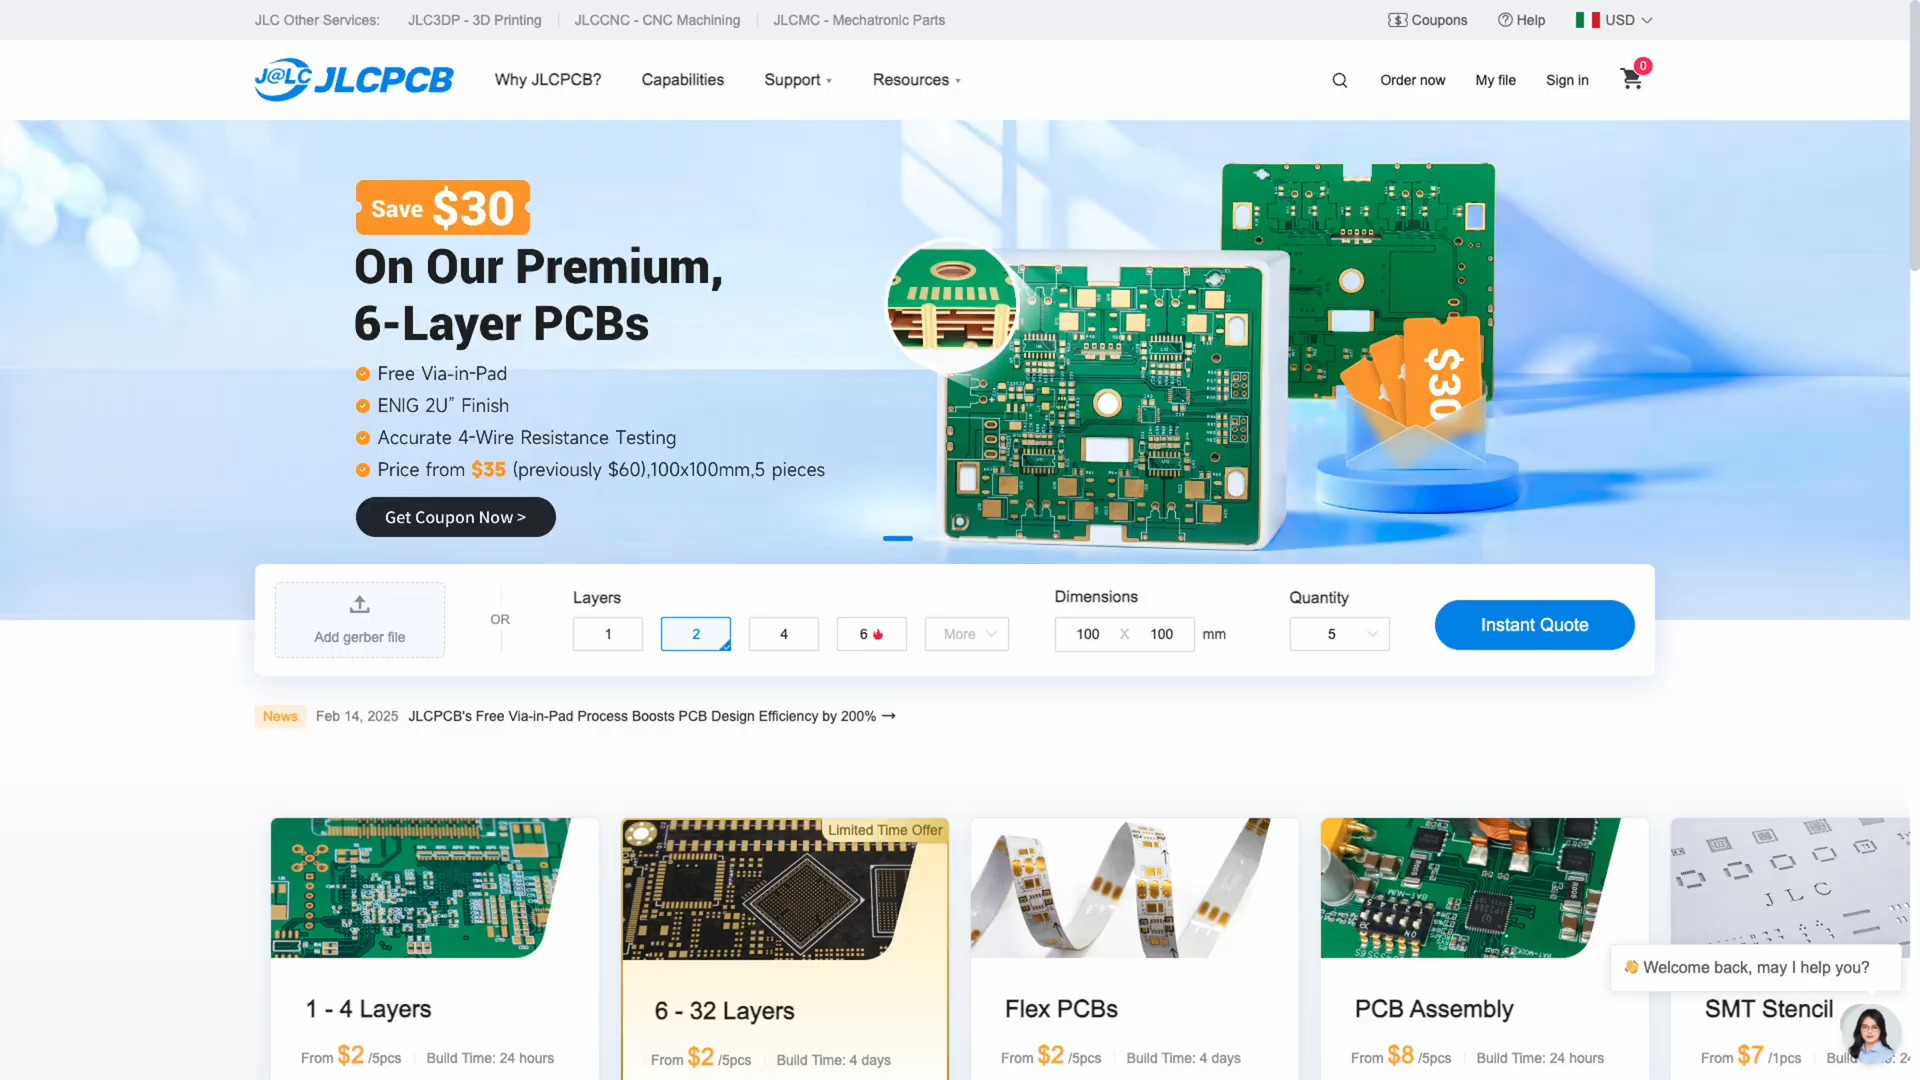 JLC Other Services: JLC3DP - 3D Printing JLCCNC - CNC Machining JLCMC - Mechatronic Parts
Coupons Help USD
J@LC JLCPCB
Why JLCPCB? Capabilities Support Resources
Order now My file Sign in 0
Save $30
On Our Premium,
6-Layer PCBs
Free Via-in-Pad
ENIG 2U" Finish
Accurate 4-Wire Resistance Testing
Price from $35 (previously $60),100x100mm,5 pieces
Get Coupon Now >
$30
Add gerber file
OR
Layers
1 2 4 6 More
Dimensions
100 X 100 mm
Quantity
5
Instant Quote
News Feb 14, 2025 JLCPCB's Free Via-in-Pad Process Boosts PCB Design Efficiency by 200% →
Limited Time Offer
JLC
ON
1 - 4 Layers
From $2 /5pcs Build Time: 24 hours
6 - 32 Layers
From $2 /5pcs Build Time: 4 days
Flex PCBs
From $2 /5pcs Build Time: 4 days
PCB Assembly
From $8 /5pcs Build Time: 24 hours
SMT Stencil
From $7 /1pcs
Welcome back, may I help you?